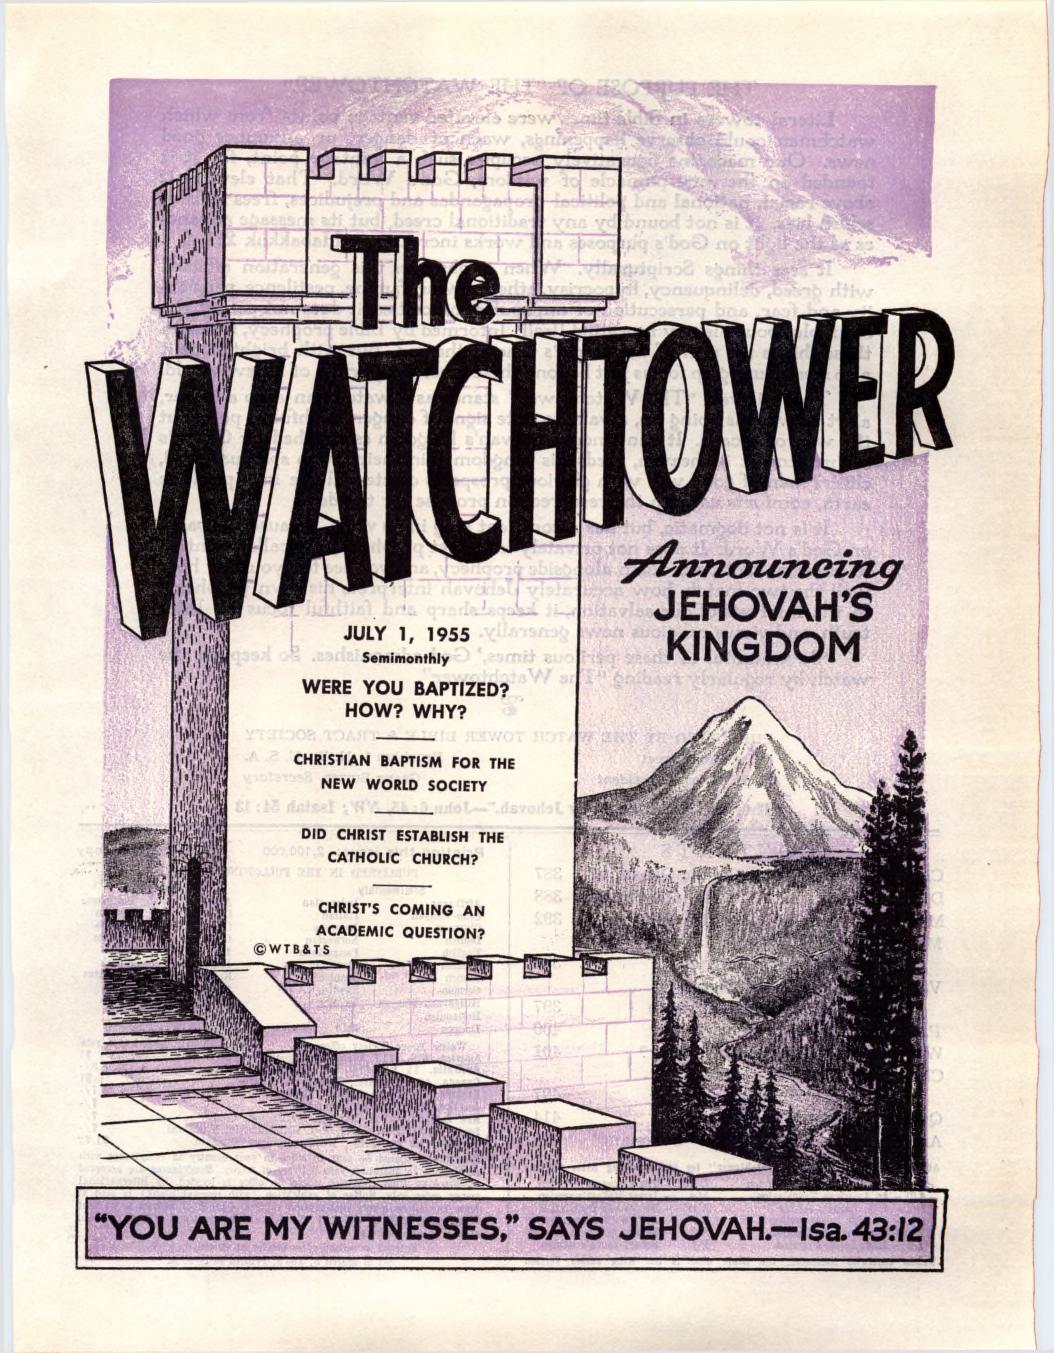 The
WATCHTOWER
Announcing
JEHOVAH'S
KINGDOM
JULY 1, 1955
Semimonthly
WERE YOU BAPTIZED?
HOW? WHY?
CHRISTIAN BAPTISM FOR THE
NEW WORLD SOCIETY
DID CHRIST ESTABLISH THE
CATHOLIC CHURCH?
CHRIST'S COMING AN
ACADEMIC QUESTION?
©WTB&TS
"YOU ARE MY WITNESSES," SAYS JEHOVAH.—Isa. 43:12